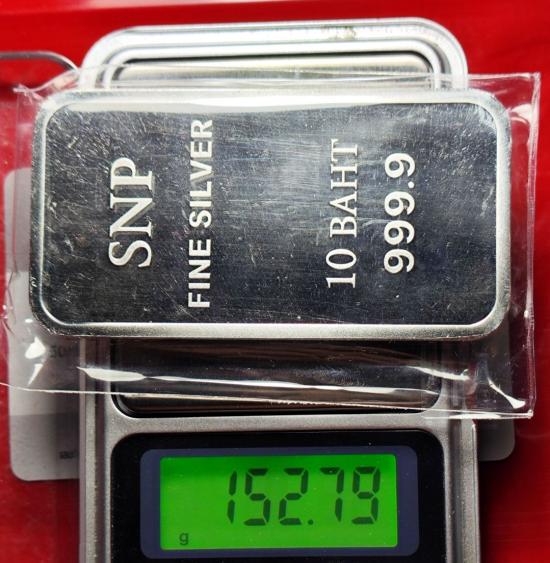 SNP
FINE SILVER
10 BAHT
999.9
152.79
g